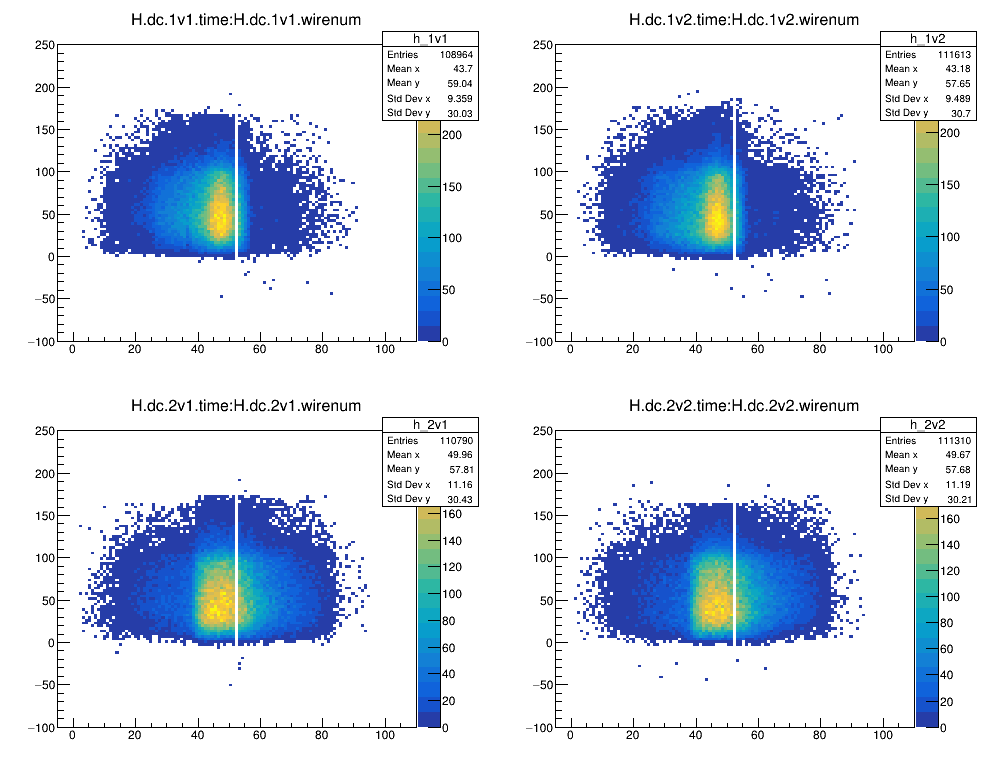 H.dc.1v1.time:H.dc.1v1.wirenum
h_1v1
Entries 108964
Mean x 43.7
Mean y 59.04
Std Dev x 9.359
Std Dev y 30.03
250
200
150
100
50
0
−50
−100
0 20 40 60 80 100
200
150
100
50
0
H.dc.1v2.time:H.dc.1v2.wirenum
h_1v2
Entries 111613
Mean x 43.18
Mean y 57.65
Std Dev x 9.489
Std Dev y 30.7
250
200
150
100
50
0
−50
−100
0 20 40 60 80 100
200
150
100
50
0
H.dc.2v1.time:H.dc.2v1.wirenum
h_2v1
Entries 110790
Mean x 49.96
Mean y 57.81
Std Dev x 11.16
Std Dev y 30.43
250
200
150
100
50
0
−50
−100
0 20 40 60 80 100
160
140
120
100
80
60
40
20
0
H.dc.2v2.time:H.dc.2v2.wirenum
h_2v2
Entries 111310
Mean x 49.67
Mean y 57.68
Std Dev x 11.19
Std Dev y 30.21
250
200
150
100
50
0
−50
−100
0 20 40 60 80 100
160
140
120
100
80
60
40
20
0